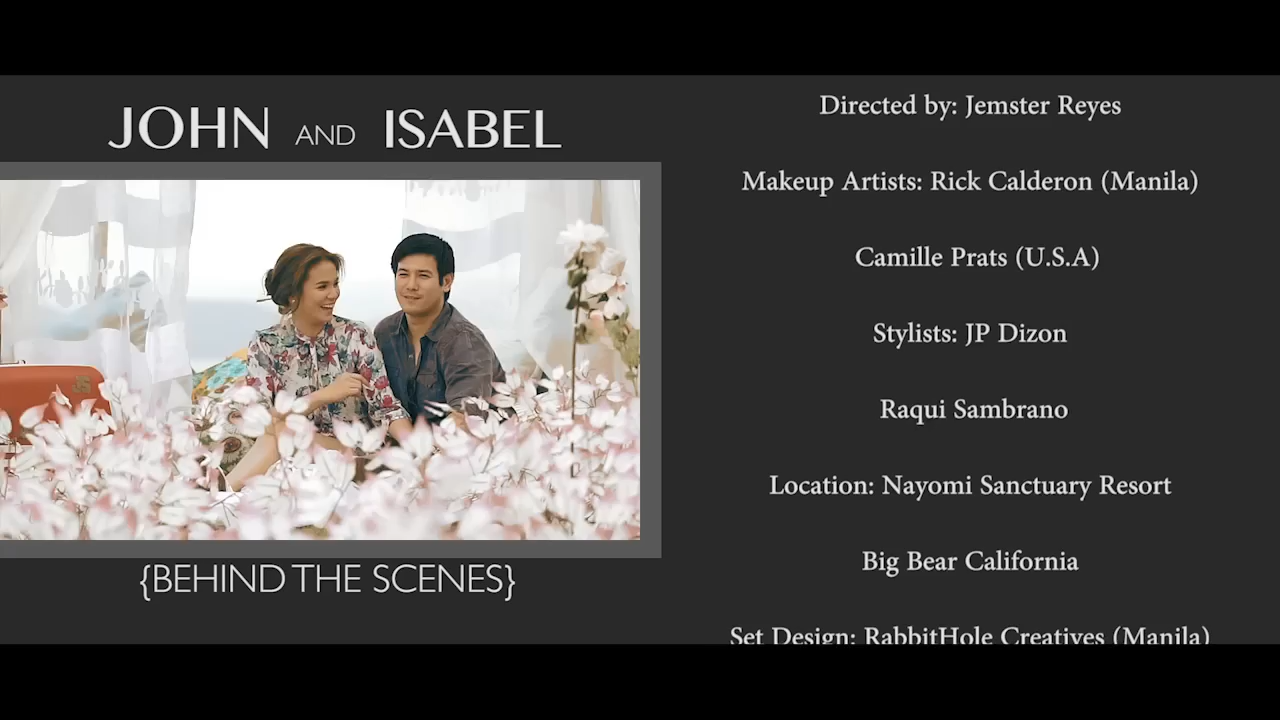 JOHN AND ISABEL
{BEHIND THE SCENES}
Directed by: Jemster Reyes
Makeup Artists: Rick Calderon (Manila)
Camille Prats (U.S.A)
Stylists: JP Dizon
Raqui Sambrano
Location: Nayomi Sanctuary Resort
Big Bear California
Set Design: RabbitHole Creatives (Manila)